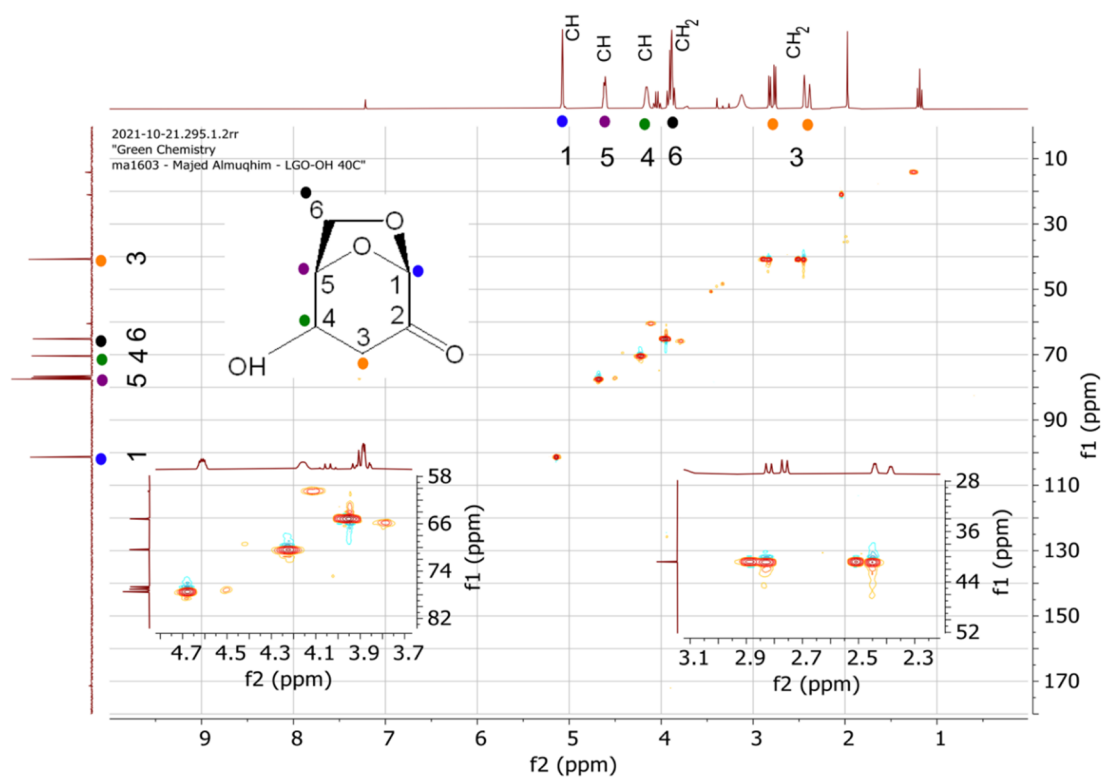 CH
CH
CH
CH2
CH2
2021-10-21.295.1.2rr
"Green Chemistry
ma1603 - Majed Almuqhim - LGO-OH 40C"
1
5
4
6
3
10
30
50
70
90
110
130
150
170
f1 (ppm)
3
6
4
5
1
6
O
O
5
1
4
2
3
OH
O
58
66
74
82
f1 (ppm)
4.7 4.5 4.3 4.1 3.9 3.7
f2 (ppm)
28
36
44
52
f1 (ppm)
3.1 2.9 2.7 2.5 2.3
f2 (ppm)
9 8 7 6 5 4 3 2 1
f2 (ppm)